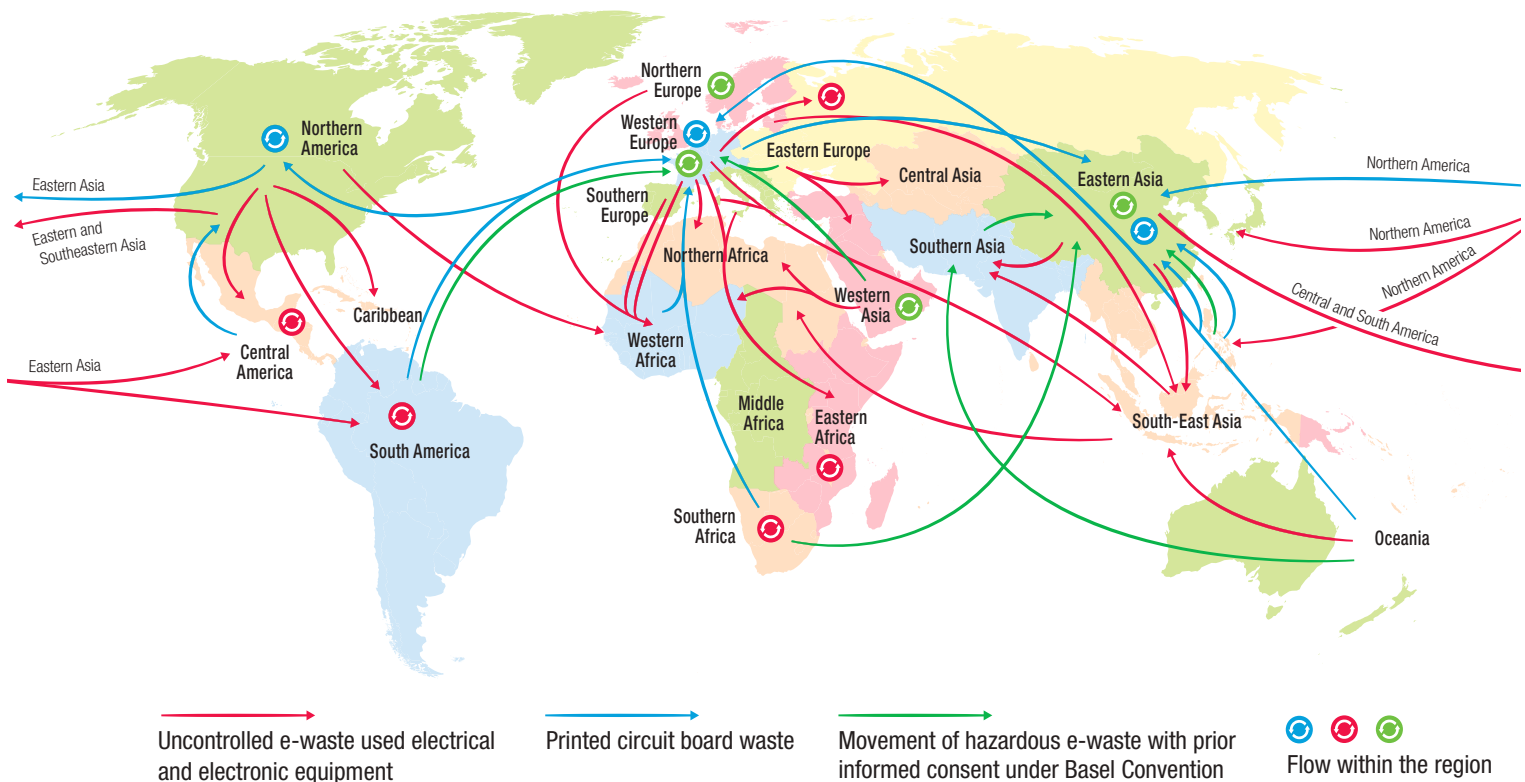 Northern
Europe
Northern
America
Western
Europe
Eastern Europe
Northern America
Eastern Asia
Central Asia
Eastern Asia
Southern
Europe
Eastern and
Southeastern Asia
Northern America
Southern Asia
Northern Africa
Northern America
Western
Asia
Central and South America
Caribbean
Western
Africa
Central
America
Eastern Asia
Middle
Africa
Eastern
Africa
South-East Asia
South America
Southern
Africa
Oceania
Uncontrolled e-waste used electrical
and electronic equipment
Printed circuit board waste
Movement of hazardous e-waste with prior
informed consent under Basel Convention
Flow within the region